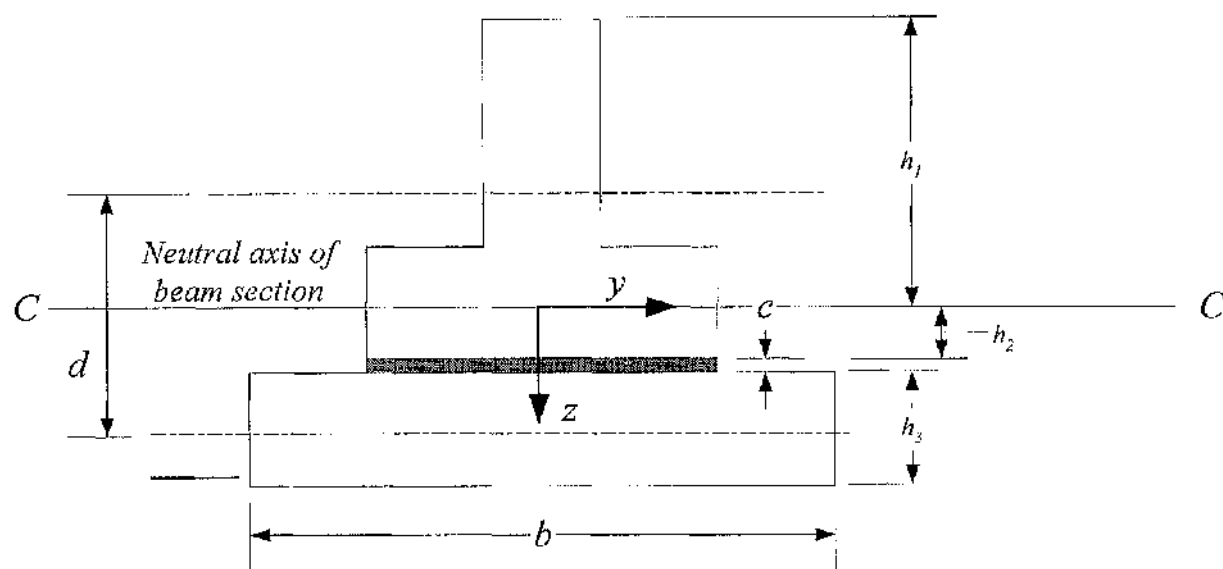 h₁
Neutral axis of
beam section
C
y
c
C
-h₂
d
z
h₃
b